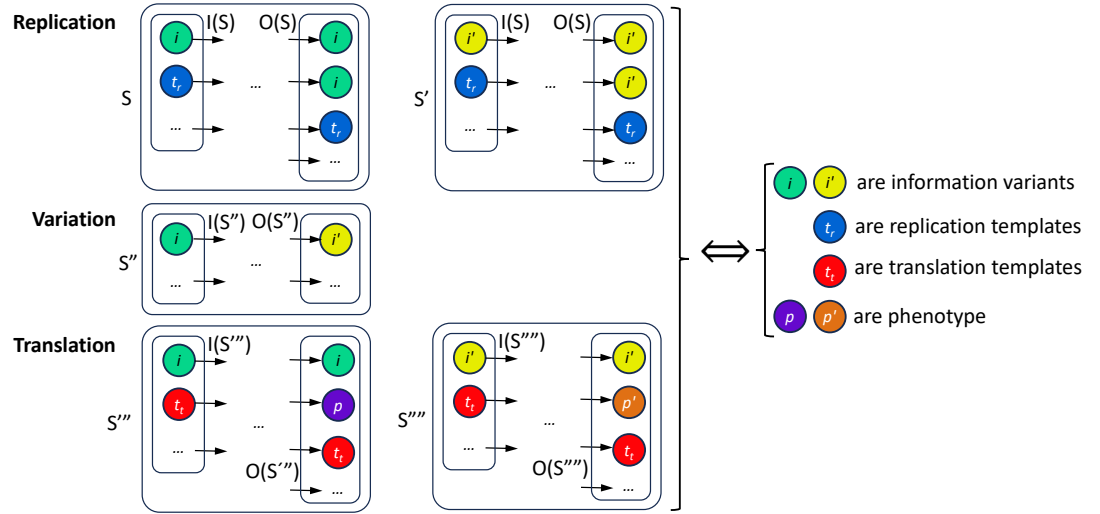 Replication
I(S) O(S)
i i
t_r ... i
S
... t_r
...
I(S) O(S)
i' i'
t_r ... i'
S'
... t_r
...
Variation
I(S″) O(S″)
i i'
S″ ...
... ...
Translation
I(S‴) i
i
t_t p
S‴ ...
... t_t
O(S‴) ...
I(S⁗) i'
i'
t_t p'
S⁗ ...
... t_t
O(S⁗) ...
⇔
i i' are information variants
t_r are replication templates
t_t are translation templates
p p' are phenotype